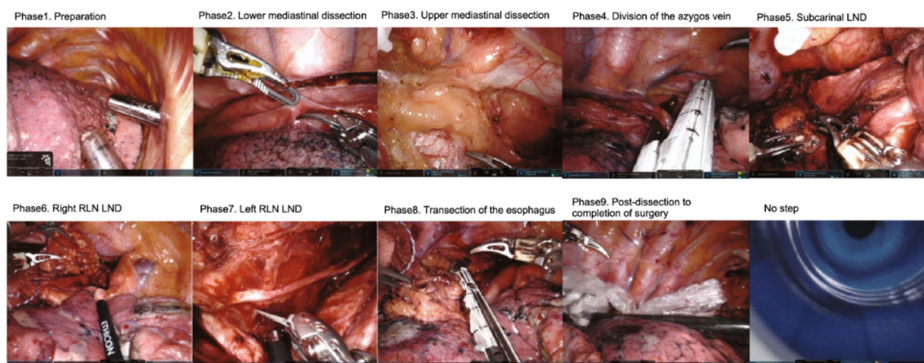 Phase1. Preparation
Phase2. Lower mediastinal dissection
Phase3. Upper mediastinal dissection
Phase4. Division of the azygos vein
Phase5. Subcarinal LND
Phase6. Right RLN LND
Phase7. Left RLN LND
Phase8. Transection of the esophagus
Phase9. Post-dissection to
completion of surgery
No step
ETHICON